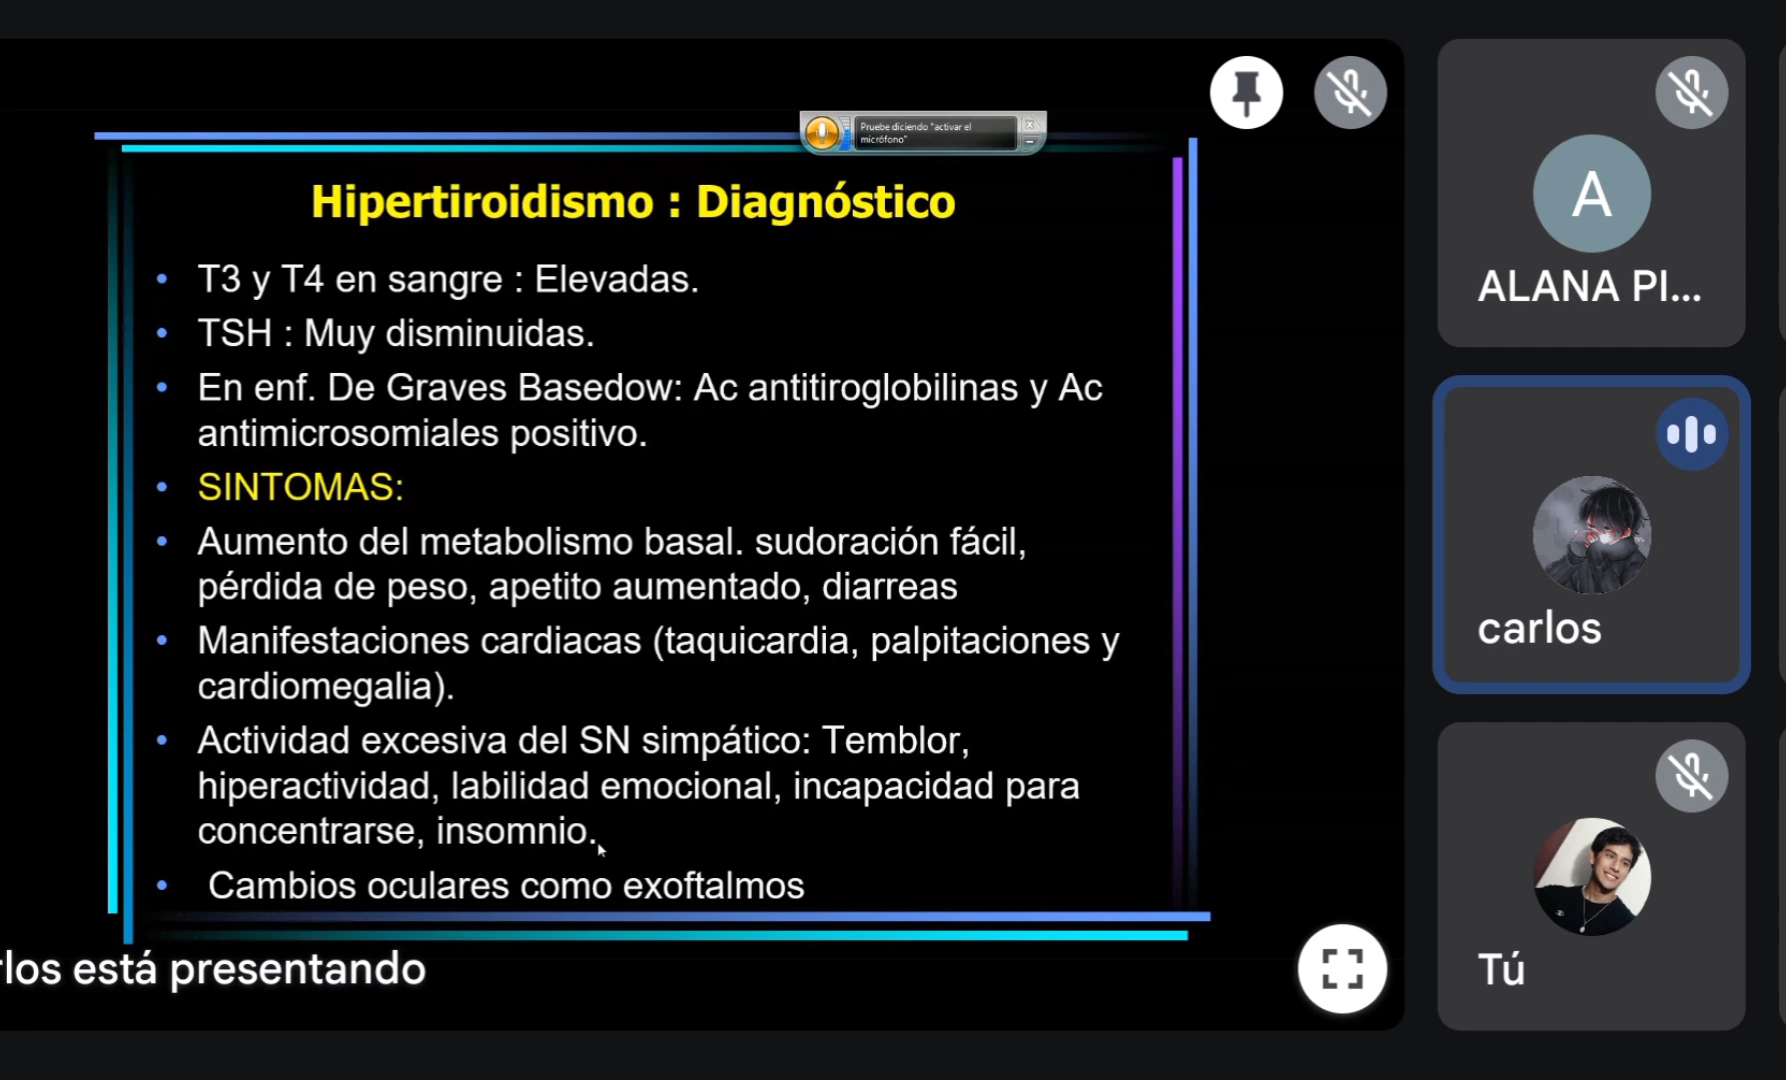 Pruebe diciendo "activar el
micrófono"
Hipertiroidismo : Diagnóstico
• T3 y T4 en sangre : Elevadas.
• TSH : Muy disminuidas.
• En enf. De Graves Basedow: Ac antitiroglobilinas y Ac
antimicrosomiales positivo.
• SINTOMAS:
• Aumento del metabolismo basal. sudoración fácil,
pérdida de peso, apetito aumentado, diarreas
• Manifestaciones cardiacas (taquicardia, palpitaciones y
cardiomegalia).
• Actividad excesiva del SN simpático: Temblor,
hiperactividad, labilidad emocional, incapacidad para
concentrarse, insomnio.
• Cambios oculares como exoftalmos
rlos está presentando
A
ALANA PI...
carlos
Tú